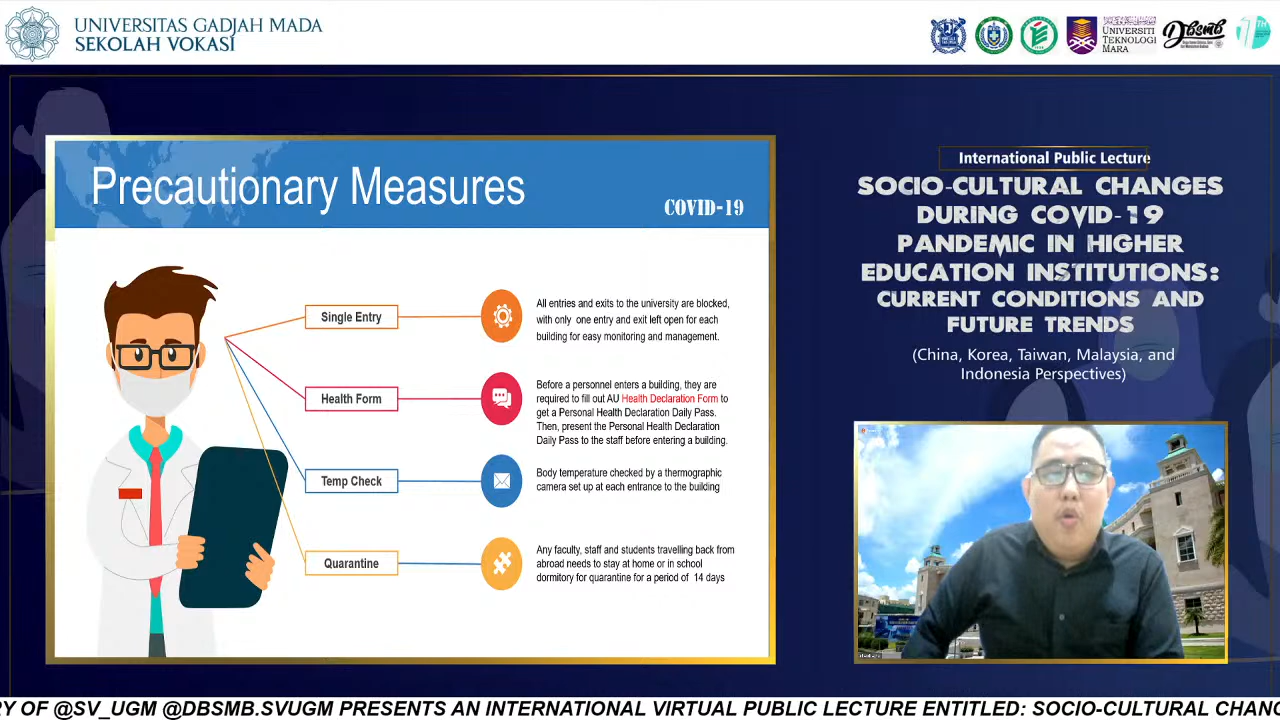 UNIVERSITAS GADJAH MADA
SEKOLAH VOKASI
UNIVERSITI
TEKNOLOGI
MARA
DBSMB
Precautionary Measures
COVID-19
Single Entry
All entries and exits to the university are blocked,
with only one entry and exit left open for each
building for easy monitoring and management.
Health Form
Before a personnel enters a building, they are
required to fill out AU Health Declaration Form to
get a Personal Health Declaration Daily Pass.
Then, present the Personal Health Declaration
Daily Pass to the staff before entering a building.
Temp Check
Body temperature checked by a thermographic
camera set up at each entrance to the building
Quarantine
Any faculty, staff and students travelling back from
abroad needs to stay at home or in school
dormitory for quarantine for a period of 14 days
International Public Lecture
SOCIO-CULTURAL CHANGES
DURING COVID-19
PANDEMIC IN HIGHER
EDUCATION INSTITUTIONS:
CURRENT CONDITIONS AND
FUTURE TRENDS
(China, Korea, Taiwan, Malaysia, and
Indonesia Perspectives)
RY OF @SV_UGM @DBSMB.SVUGM PRESENTS AN INTERNATIONAL VIRTUAL PUBLIC LECTURE ENTITLED: SOCIO-CULTURAL CHANG